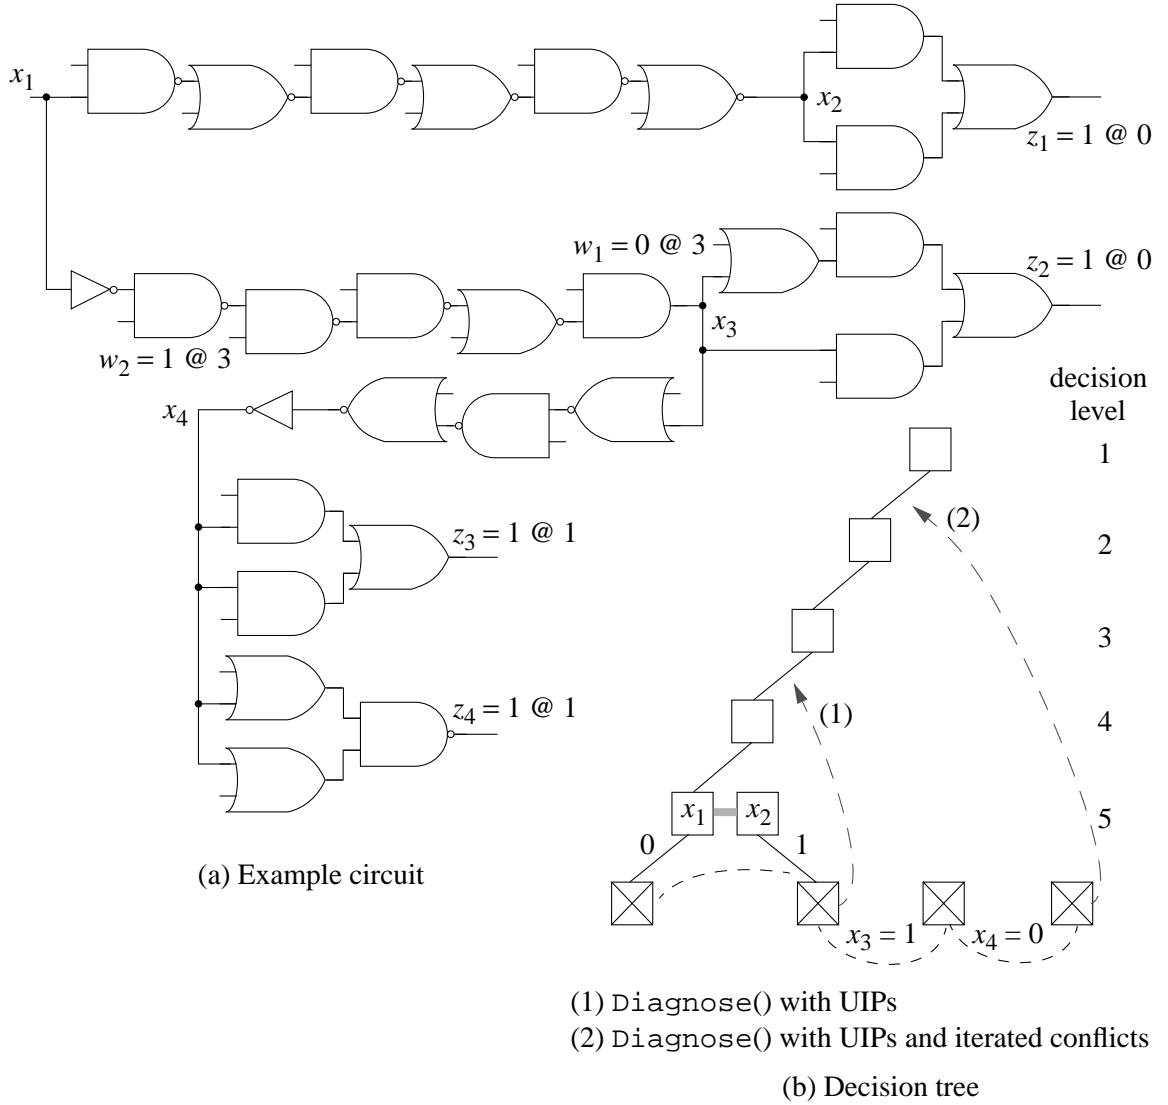 x1
x2
z1 = 1 @ 0
w1 = 0 @ 3
z2 = 1 @ 0
x3
w2 = 1 @ 3
decision
level
x4
1
(2)
z3 = 1 @ 1
2
3
z4 = 1 @ 1
(1)
4
x1
x2
5
0
1
(a) Example circuit
x3 = 1
x4 = 0
(1) Diagnose() with UIPs
(2) Diagnose() with UIPs and iterated conflicts
(b) Decision tree